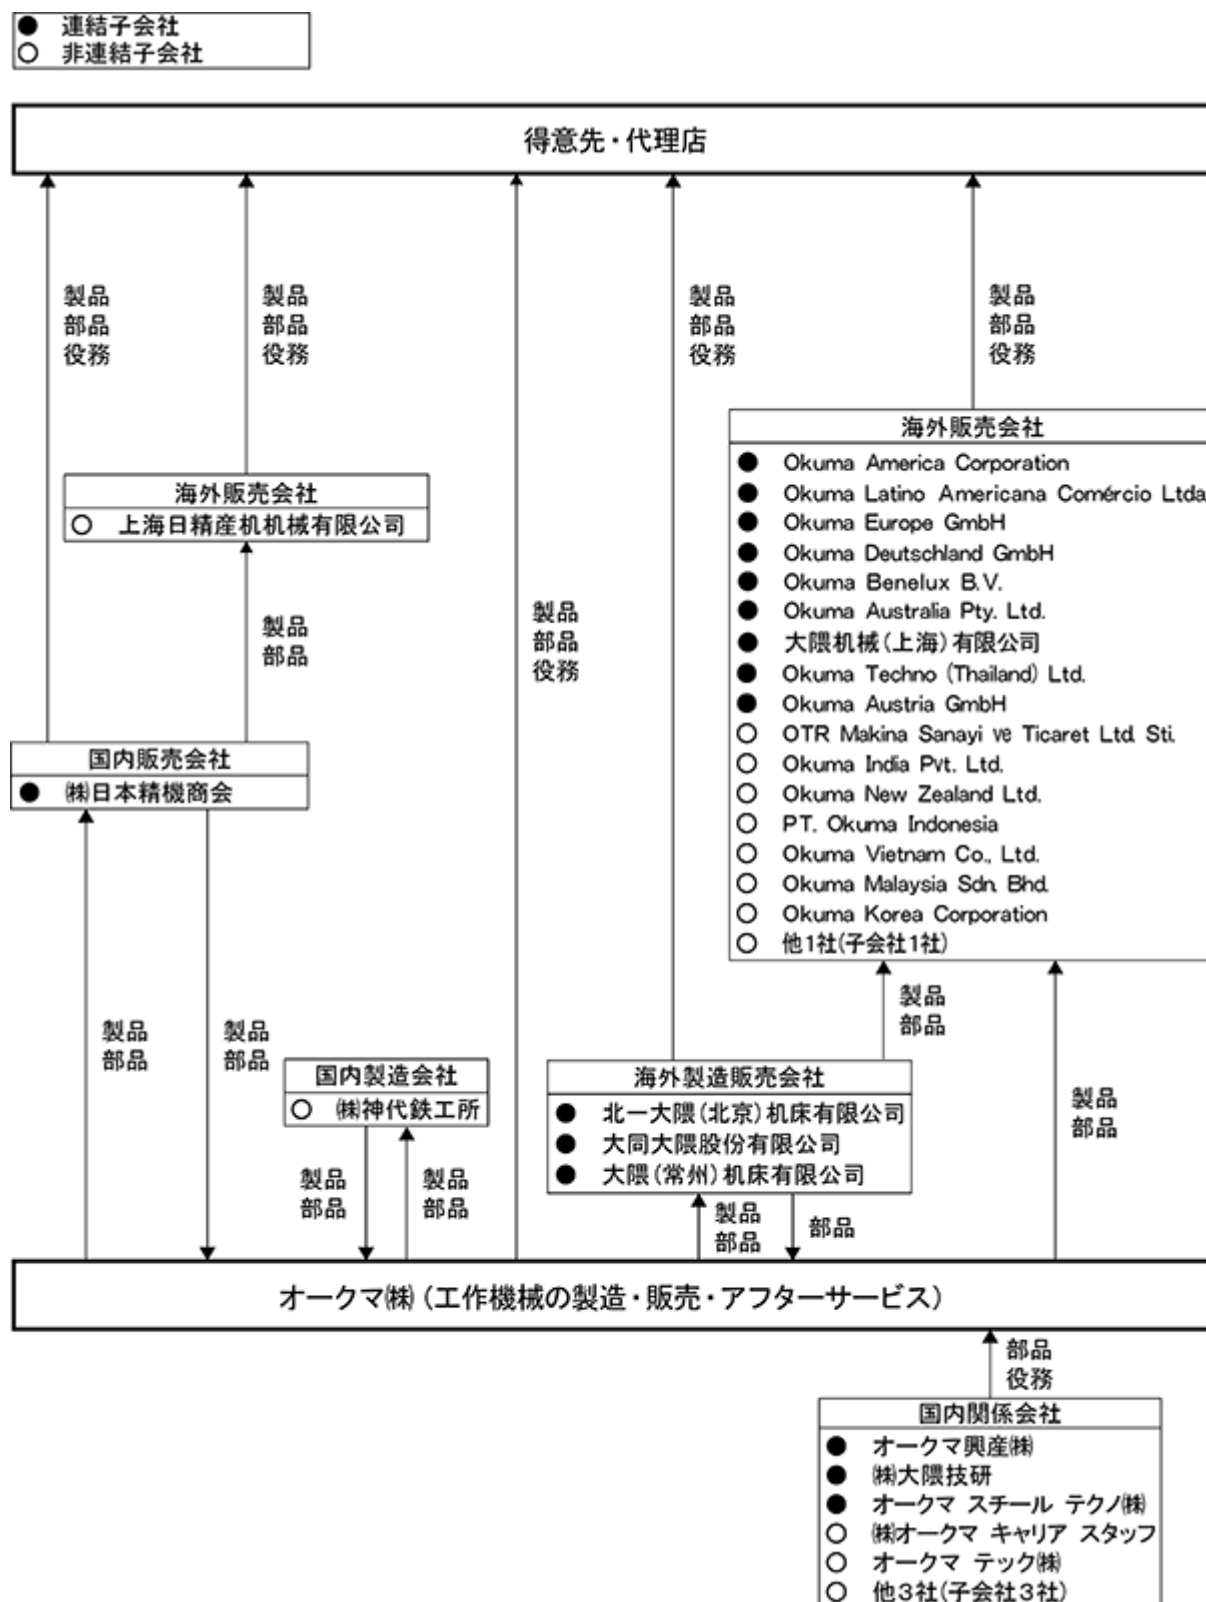 ● 連結子会社
○ 非連結子会社
得意先・代理店
製品
部品
役務
製品
部品
役務
製品
部品
役務
製品
部品
役務
海外販売会社
● Okuma America Corporation
● Okuma Latino Americana Comércio Ltda
● Okuma Europe GmbH
● Okuma Deutschland GmbH
● Okuma Benelux B.V.
● Okuma Australia Pty. Ltd.
● 大隈机械(上海)有限公司
● Okuma Techno (Thailand) Ltd.
● Okuma Austria GmbH
○ OTR Makina Sanayi ve Ticaret Ltd. Sti.
○ Okuma India Pvt. Ltd.
○ Okuma New Zealand Ltd.
○ PT. Okuma Indonesia
○ Okuma Vietnam Co., Ltd.
○ Okuma Malaysia Sdn. Bhd.
○ Okuma Korea Corporation
○ 他1社(子会社1社)
海外販売会社
○ 上海日精産机机械有限公司
製品
部品
製品
部品
役務
国内販売会社
● ㈱日本精機商会
製品
部品
製品
部品
製品
部品
国内製造会社
○ ㈱神代鉄工所
海外製造販売会社
● 北一大隈(北京)机床有限公司
● 大同大隈股份有限公司
● 大隈(常州)机床有限公司
製品
部品
製品
部品
製品
部品
製品
部品
部品
オークマ㈱(工作機械の製造・販売・アフターサービス)
部品
役務
国内関係会社
● オークマ興産㈱
● ㈱大隈技研
● オークマ スチール テクノ㈱
○ ㈱オークマ キャリア スタッフ
○ オークマ テック㈱
○ 他3社(子会社3社)